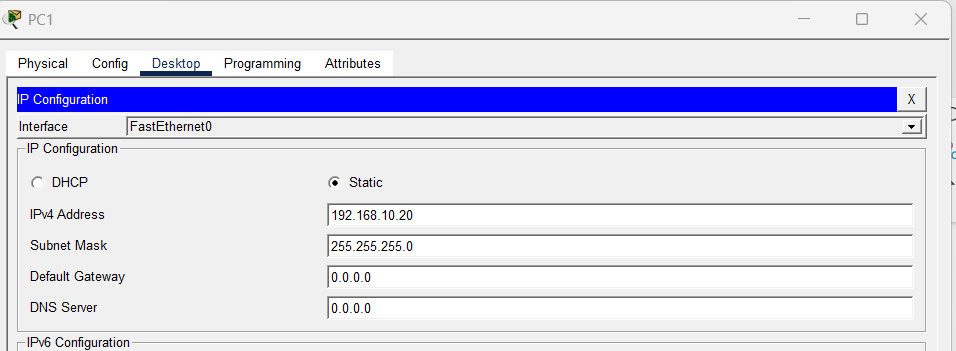 PC1
Physical Config Desktop Programming Attributes
IP Configuration X
Interface FastEthernet0
IP Configuration
DHCP Static
IPv4 Address 192.168.10.20
Subnet Mask 255.255.255.0
Default Gateway 0.0.0.0
DNS Server 0.0.0.0
IPv6 Configuration